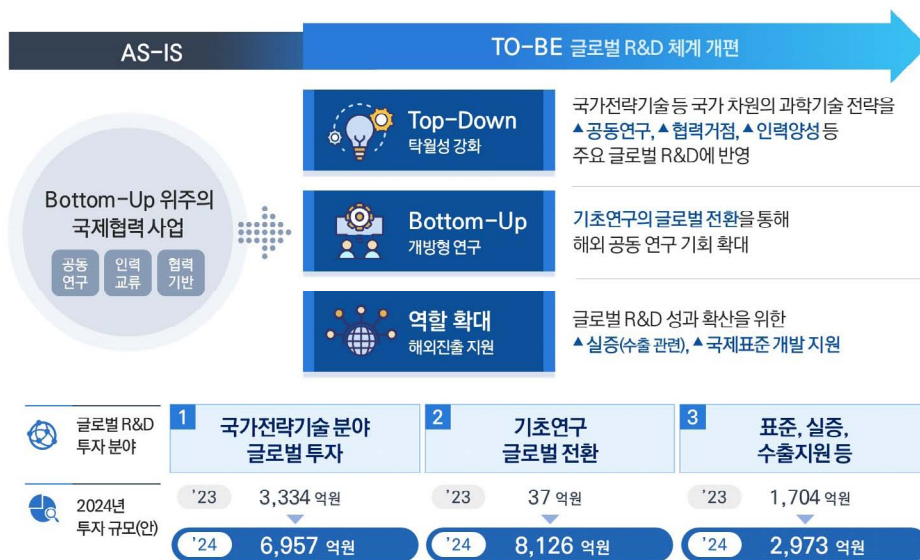 AS-IS
TO-BE 글로벌 R&D 체계 개편
Bottom-Up 위주의
국제협력 사업
공동
연구
인력
교류
협력
기반
Top-Down
탁월성 강화
국가전략기술 등 국가 차원의 과학기술 전략을
▲공동연구, ▲협력거점, ▲인력양성 등
주요 글로벌 R&D에 반영
Bottom-Up
개방형 연구
기초연구의 글로벌 전환을 통해
해외 공동 연구 기회 확대
역할 확대
해외진출 지원
글로벌 R&D 성과 확산을 위한
▲실증(수출 관련), ▲국제표준 개발 지원
글로벌 R&D
투자 분야
1
국가전략기술 분야
글로벌 투자
2
기초연구
글로벌 전환
3
표준, 실증,
수출지원 등
2024년
투자 규모(안)
'23 3,334 억원
'24 6,957 억원
'23 37 억원
'24 8,126 억원
'23 1,704 억원
'24 2,973 억원